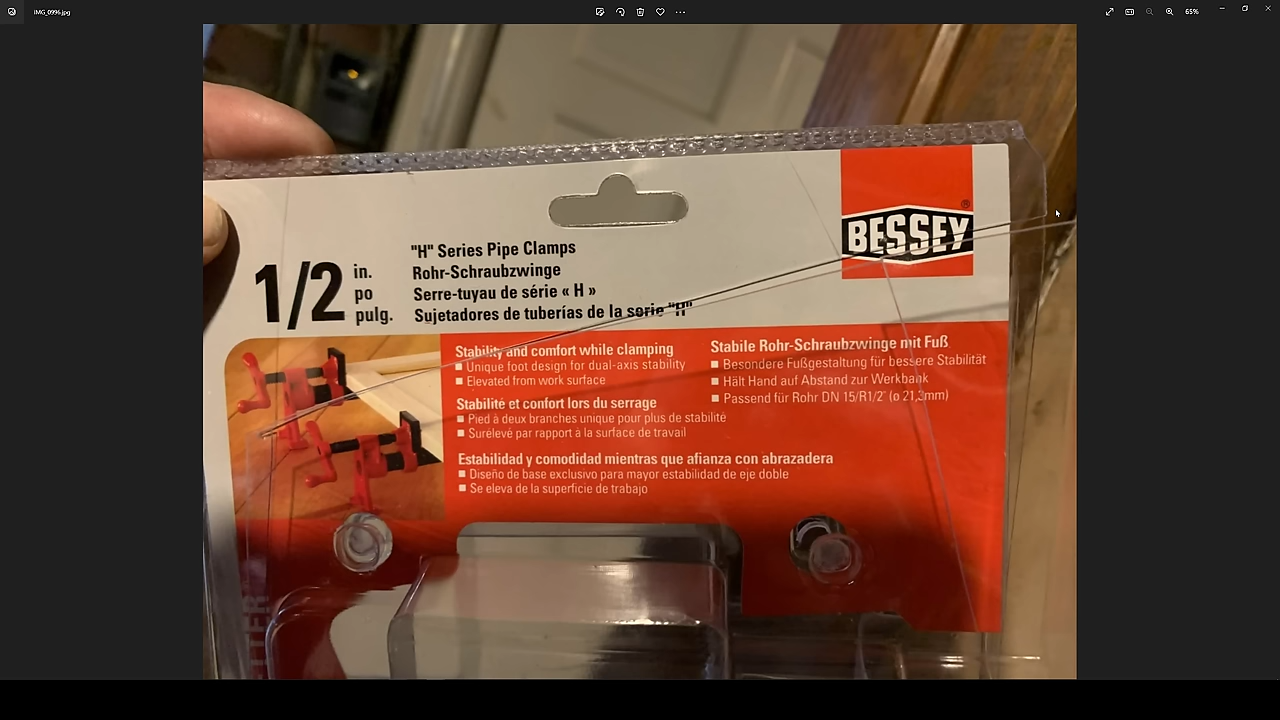 IMG_0996.jpg
65%
BESSEY®
1/2 in. po pulg.
"H" Series Pipe Clamps
Rohr-Schraubzwinge
Serre-tuyau de série « H »
Sujetadores de tuberías de la serie "H"
Stability and comfort while clamping
Unique foot design for dual-axis stability
Elevated from work surface
Stabilité et confort lors du serrage
Pied à deux branches unique pour plus de stabilité
Surélevé par rapport à la surface de travail
Estabilidad y comodidad mientras que afianza con abrazadera
Diseño de base exclusivo para mayor estabilidad de eje doble
Se eleva de la superficie de trabajo
Stabile Rohr-Schraubzwinge mit Fuß
Besondere Fußgestaltung für bessere Stabilität
Hält Hand auf Abstand zur Werkbank
Passend für Rohr DN 15/R1/2" (ø 21,3mm)